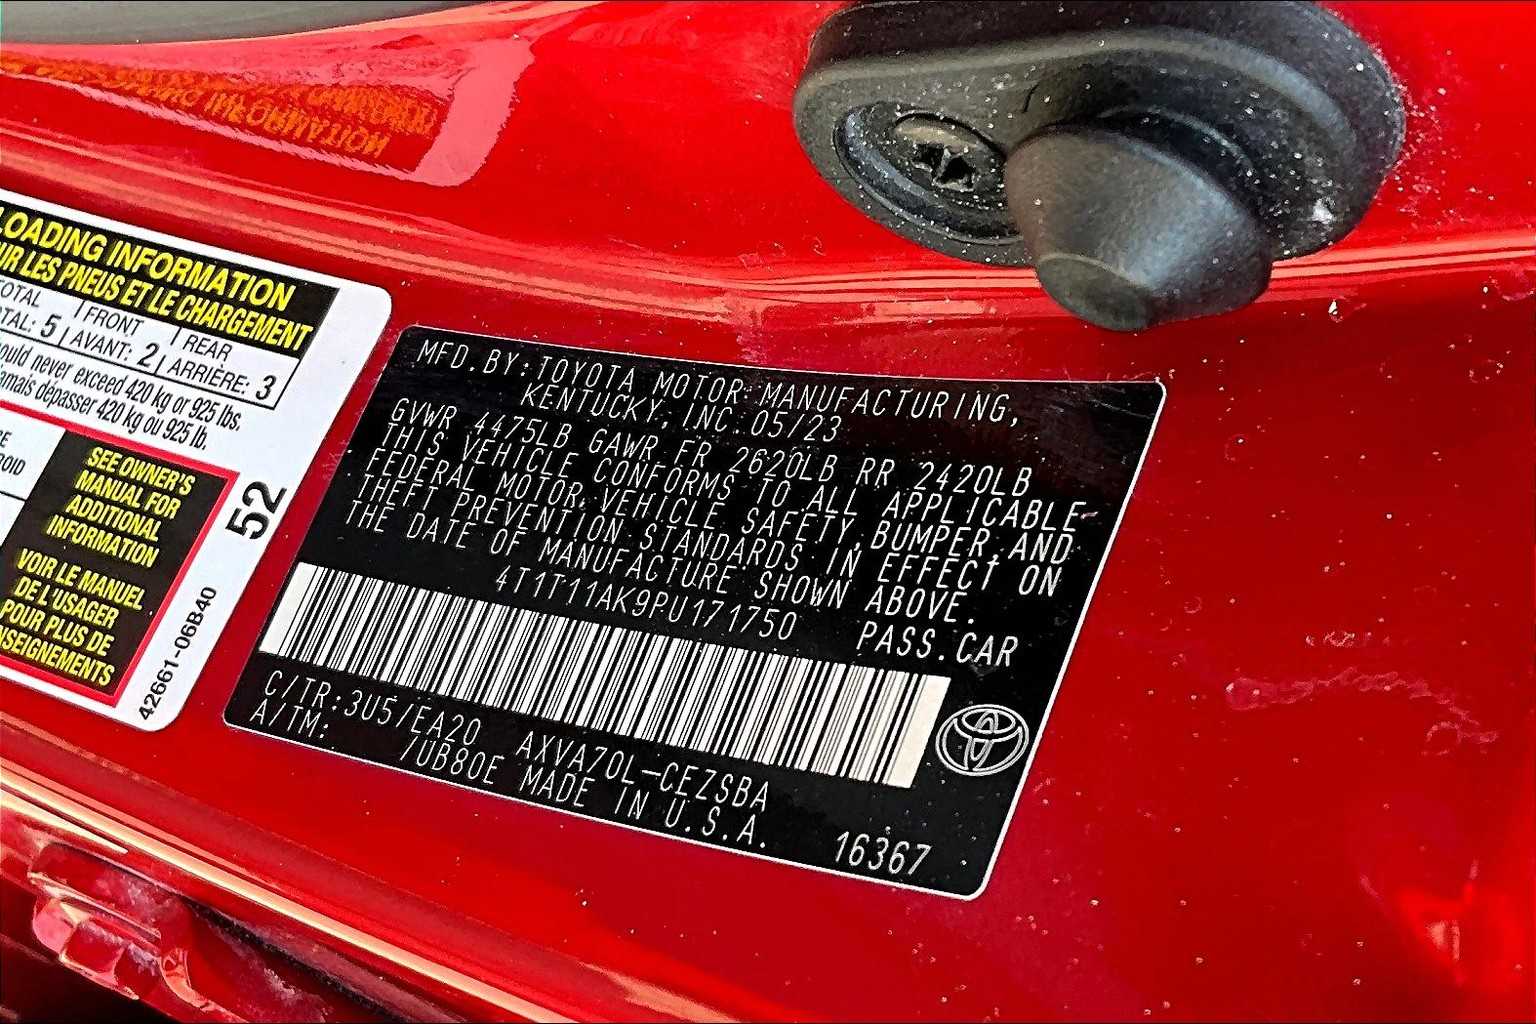 LOADING INFORMATION
UR LES PNEUS ET LE CHARGEMENT
OTAL | FRONT | REAR
TAL: 5 | AVANT: 2 | ARRIÈRE: 3
ould never exceed 420 kg or 925 lbs.
amais dépasser 420 kg ou 925 lb.
SEE OWNER'S
MANUAL FOR
ADDITIONAL
INFORMATION
VOIR LE MANUEL
DE L'USAGER
POUR PLUS DE
NSEIGNEMENTS
52
42661-06B40
MFD. BY: TOYOTA MOTOR MANUFACTURING,
KENTUCKY, INC. 05/23
GVWR 4475LB GAWR FR 2620LB RR 2420LB
THIS VEHICLE CONFORMS TO ALL APPLICABLE
FEDERAL MOTOR VEHICLE SAFETY, BUMPER, AND
THEFT PREVENTION STANDARDS IN EFFECT ON
THE DATE OF MANUFACTURE SHOWN ABOVE.
4T1T11AK9PU171750 PASS. CAR
C/TR: 3U5/EA20 AXVA70L-CEZSBA
A/TM: /UB80E MADE IN U.S.A.
16367